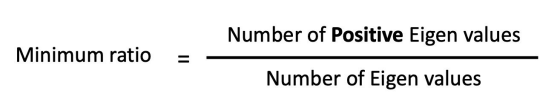 Number of Positive Eigen values
Minimum ratio =
Number of Eigen values